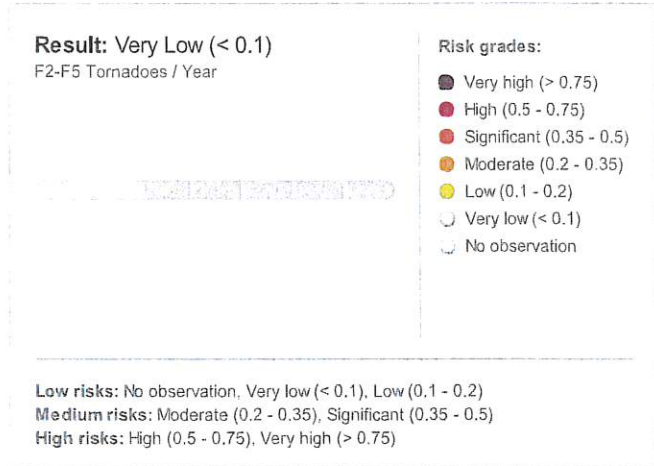 Result: Very Low (< 0.1)
F2-F5 Tornadoes / Year
Risk grades:
Very high (> 0.75)
High (0.5 - 0.75)
Significant (0.35 - 0.5)
Moderate (0.2 - 0.35)
Low (0.1 - 0.2)
Very low (< 0.1)
No observation
Low risks: No observation, Very low (< 0.1), Low (0.1 - 0.2)
Medium risks: Moderate (0.2 - 0.35), Significant (0.35 - 0.5)
High risks: High (0.5 - 0.75), Very high (> 0.75)